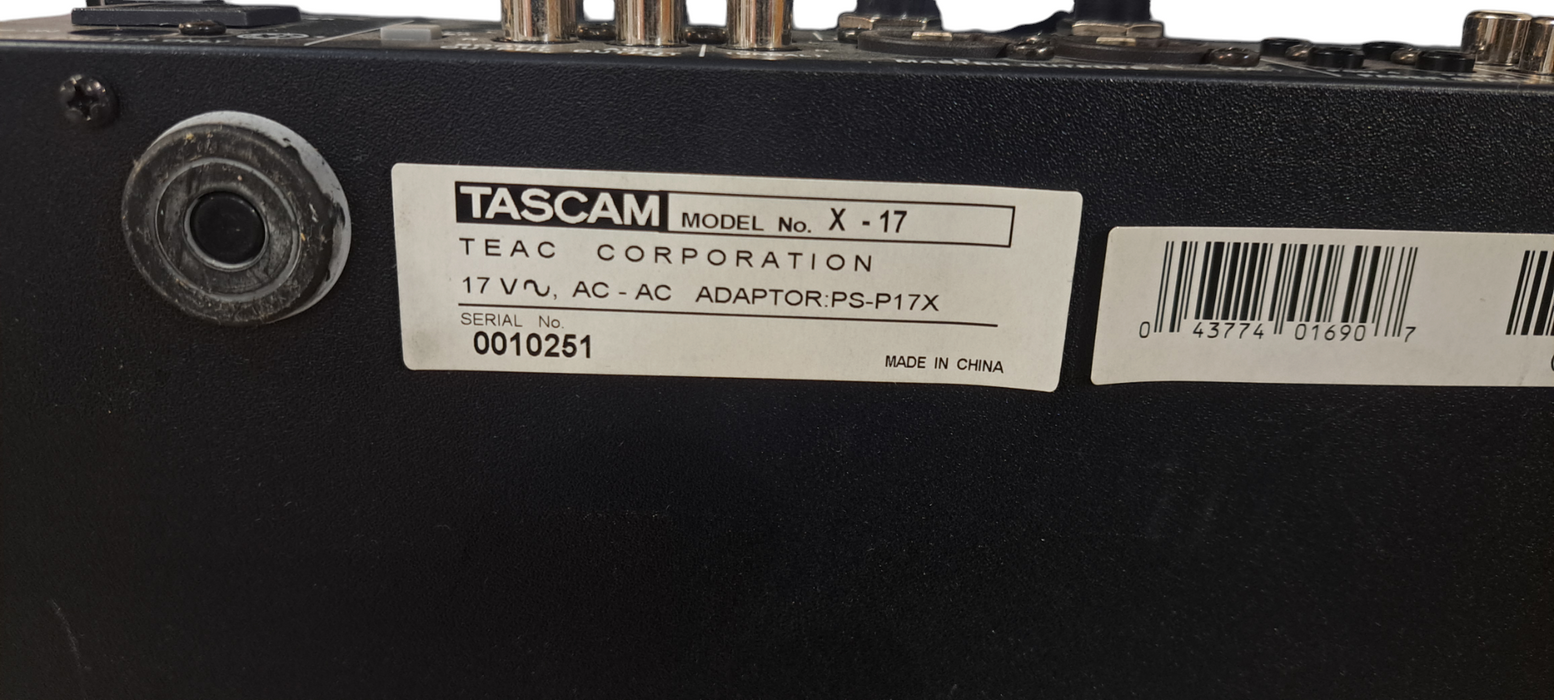 TASCAM MODEL No. X - 17
TEAC CORPORATION
17 V∿, AC - AC ADAPTOR:PS-P17X
SERIAL No.
0010251
MADE IN CHINA
0 43774 01690 7